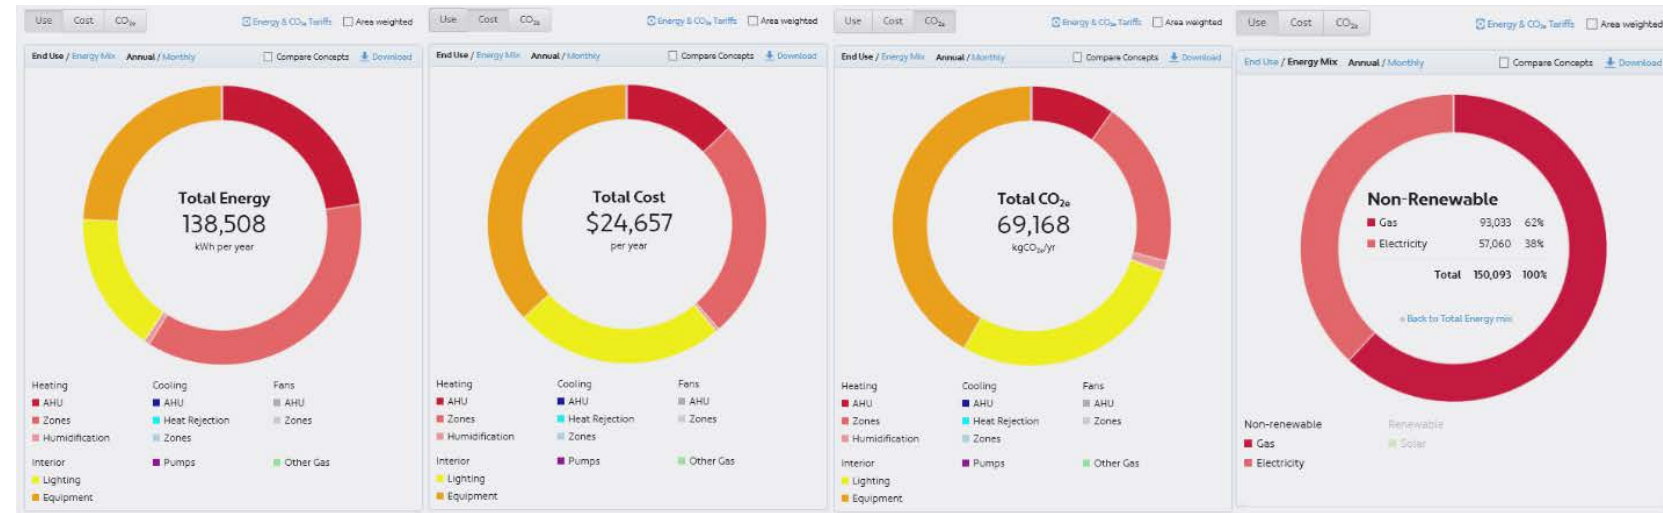 Use Cost CO2e Energy & CO2e Tariffs Area weighted
End Use / Energy Mix Annual / Monthly Compare Concepts Download
Total Energy
138,508
kWh per year
Heating Cooling Fans
AHU AHU AHU
Zones Heat Rejection Zones
Humidification Zones
Interior Pumps Other Gas
Lighting
Equipment
Use Cost CO2e Energy & CO2e Tariffs Area weighted
End Use / Energy Mix Annual / Monthly Compare Concepts Download
Total Cost
$24,657
per year
Heating Cooling Fans
AHU AHU AHU
Zones Heat Rejection Zones
Humidification Zones
Interior Pumps Other Gas
Lighting
Equipment
Use Cost CO2e Energy & CO2e Tariffs Area weighted
End Use / Energy Mix Annual / Monthly Compare Concepts Download
Total CO2e
69,168
kgCO2e/yr
Heating Cooling Fans
AHU AHU AHU
Zones Heat Rejection Zones
Humidification Zones
Interior Pumps Other Gas
Lighting
Equipment
Use Cost CO2e Energy & CO2e Tariffs Area weighted
End Use / Energy Mix Annual / Monthly Compare Concepts Download
Non-Renewable
Gas 93,033 62%
Electricity 57,060 38%
Total 150,093 100%
« Back to Total Energy mix
Non-renewable Renewable
Gas Solar
Electricity